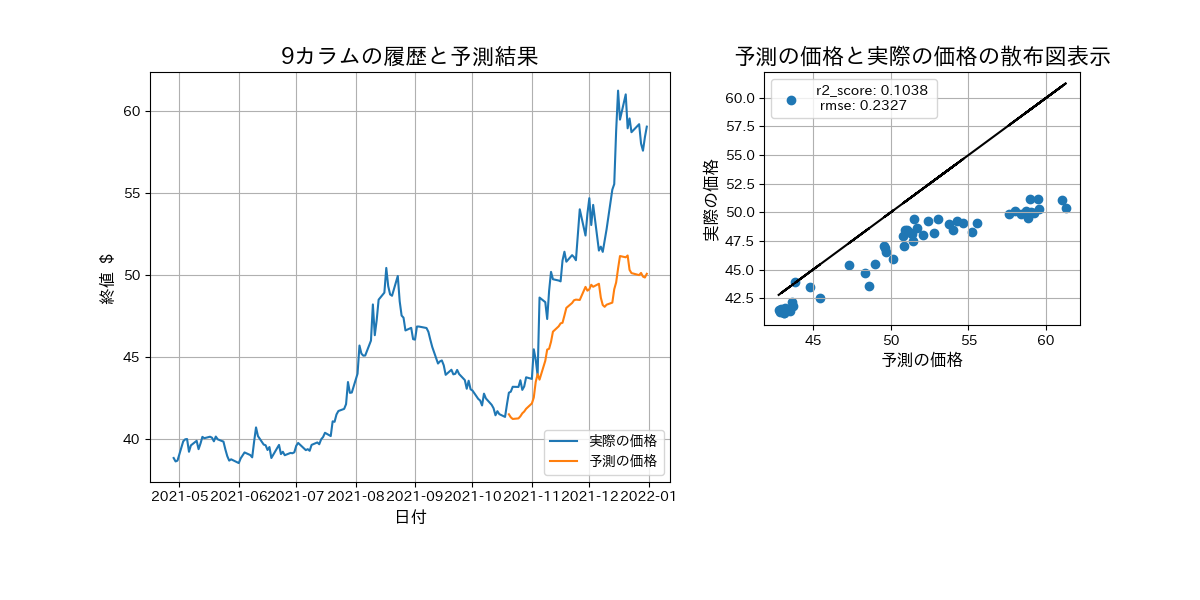 9カラムの履歴と予測結果
終値 $
60
55
50
45
40
2021-05 2021-06 2021-07 2021-08 2021-09 2021-10 2021-11 2021-12 2022-01
日付
実際の価格
予測の価格
予測の価格と実際の価格の散布図表示
r2_score: 0.1038
rmse: 0.2327
実際の価格
60.0
57.5
55.0
52.5
50.0
47.5
45.0
42.5
45 50 55 60
予測の価格